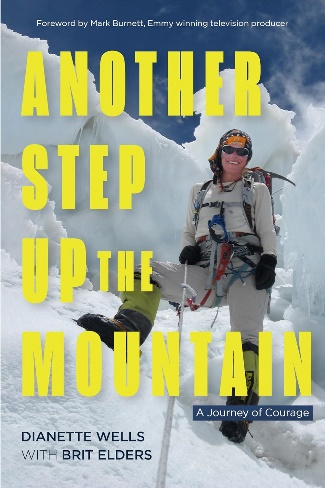 Foreword by Mark Burnett, Emmy winning television producer
ANOTHER
STEP
UP THE
MOUNTAIN
A Journey of Courage
DIANETTE WELLS
WITH BRIT ELDERS